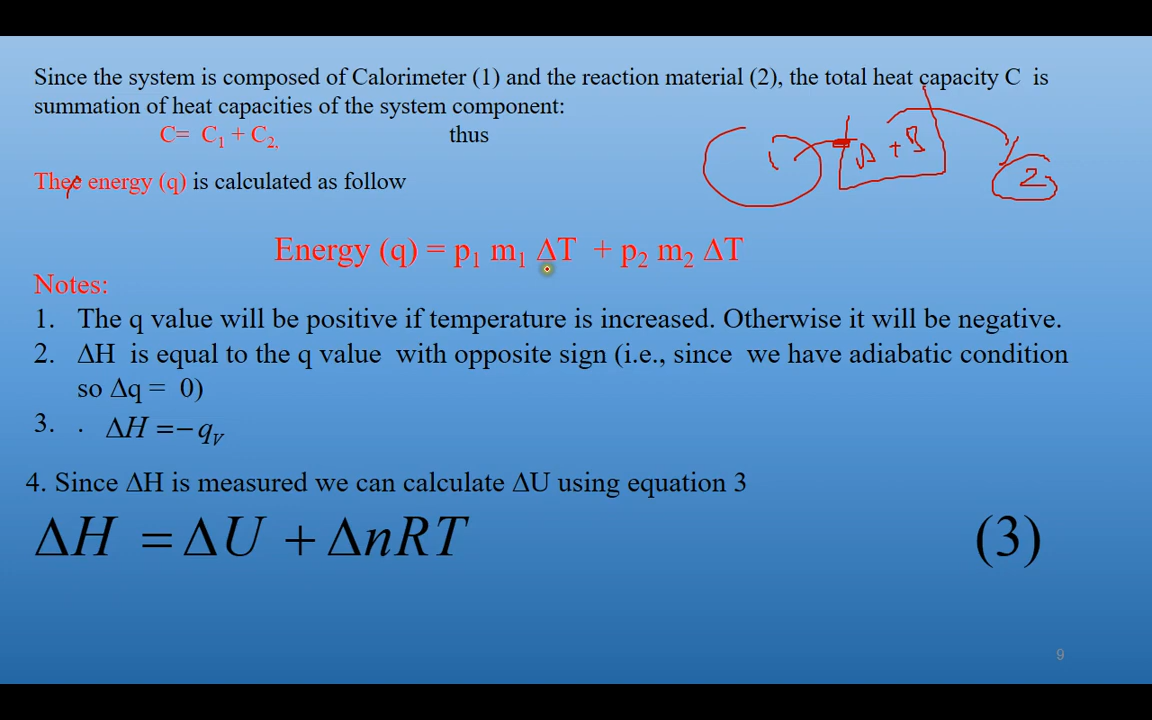 Since the system is composed of Calorimeter (1) and the reaction material (2), the total heat capacity C is
summation of heat capacities of the system component:
C= C₁ + C₂, thus
A + B
2
Thee energy (q) is calculated as follow
Energy (q) = p₁ m₁ ΔT + p₂ m₂ ΔT
Notes:
1. The q value will be positive if temperature is increased. Otherwise it will be negative.
2. ΔH is equal to the q value with opposite sign (i.e., since we have adiabatic condition
so Δq = 0)
3. . ΔH = − q_V
4. Since ΔH is measured we can calculate ΔU using equation 3
ΔH = ΔU + ΔnRT (3)
9